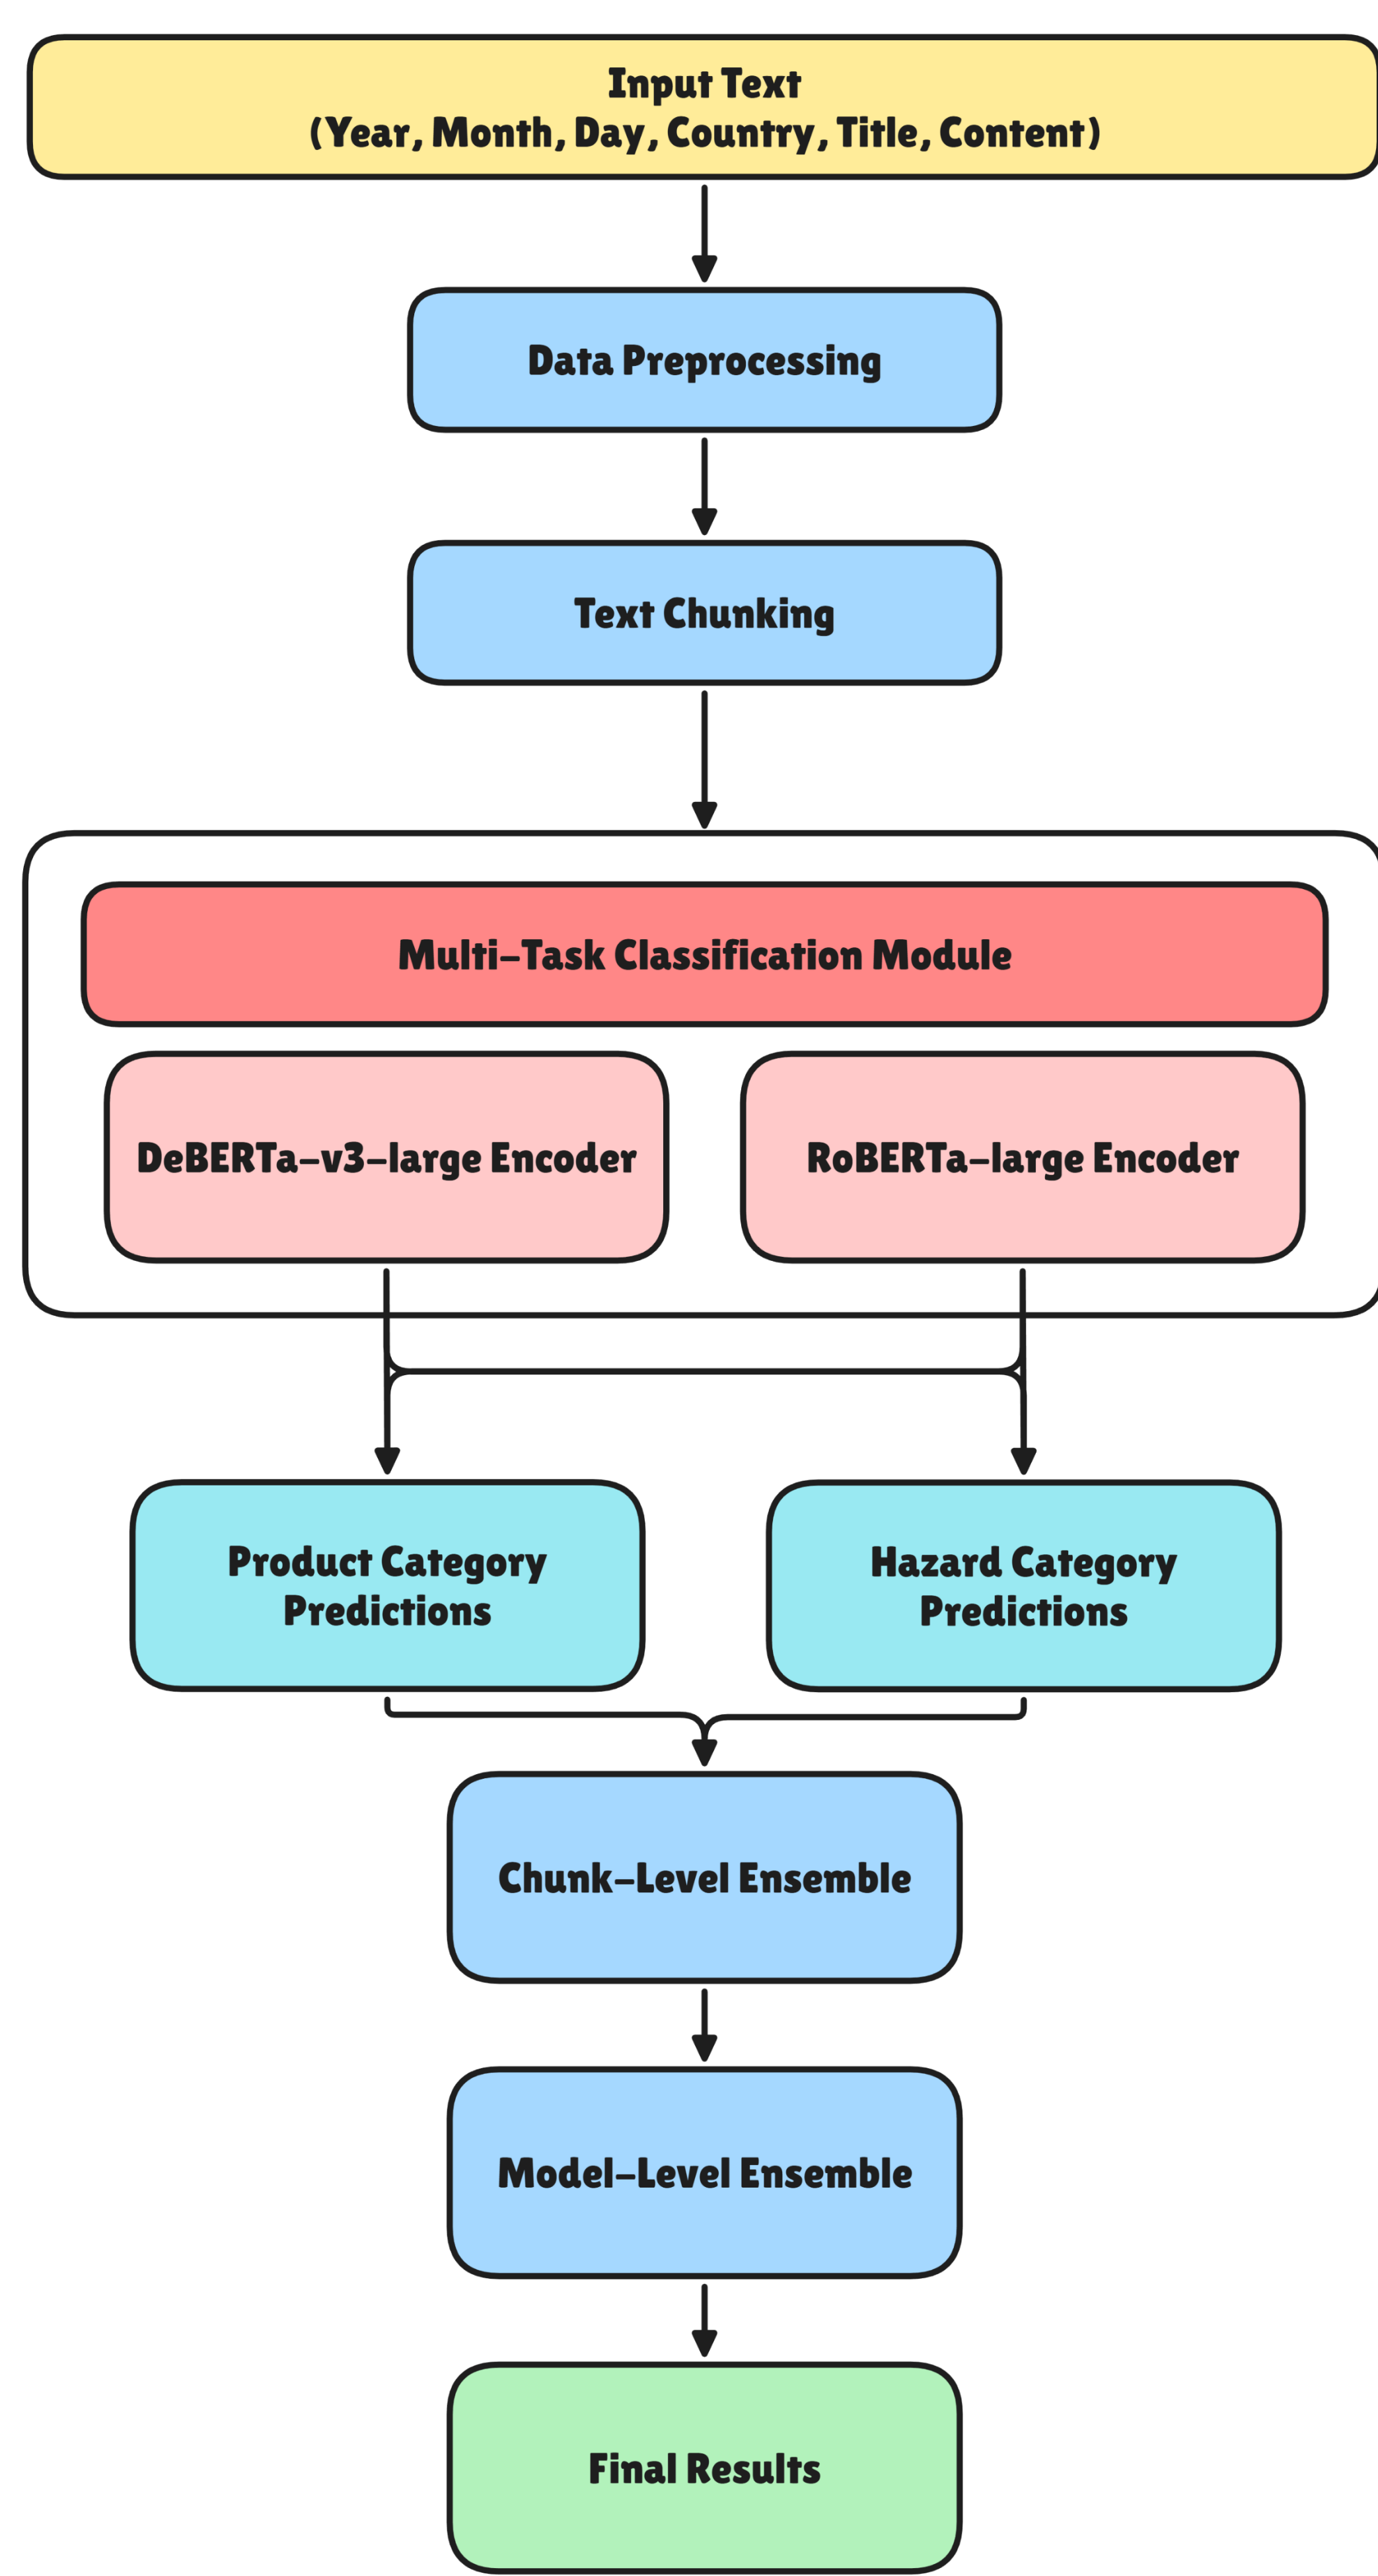 Input Text
(Year, Month, Day, Country, Title, Content)
Data Preprocessing
Text Chunking
Multi-Task Classification Module
DeBERTa-v3-large Encoder
RoBERTa-large Encoder
Product Category
Predictions
Hazard Category
Predictions
Chunk-Level Ensemble
Model-Level Ensemble
Final Results